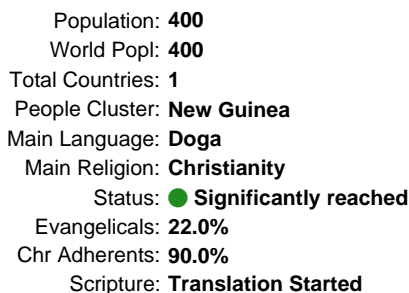 Population: 400
World Popl: 400
Total Countries: 1
People Cluster: New Guinea
Main Language: Doga
Main Religion: Christianity
Status: Significantly reached
Evangelicals: 22.0%
Chr Adherents: 90.0%
Scripture: Translation Started